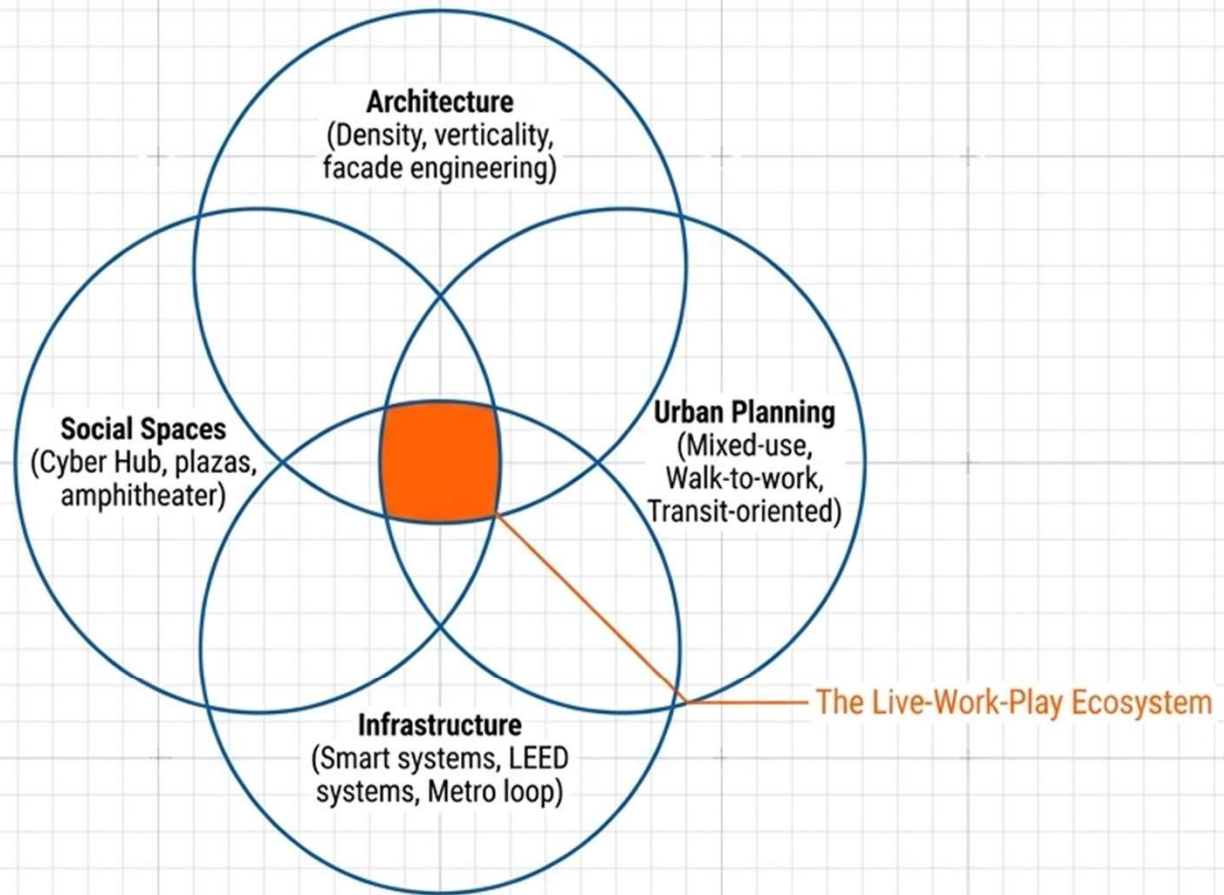 Architecture
(Density, verticality,
facade engineering)
Social Spaces
(Cyber Hub, plazas,
amphitheater)
Urban Planning
(Mixed-use,
Walk-to-work,
Transit-oriented)
Infrastructure
(Smart systems, LEED
systems, Metro loop)
The Live-Work-Play Ecosystem